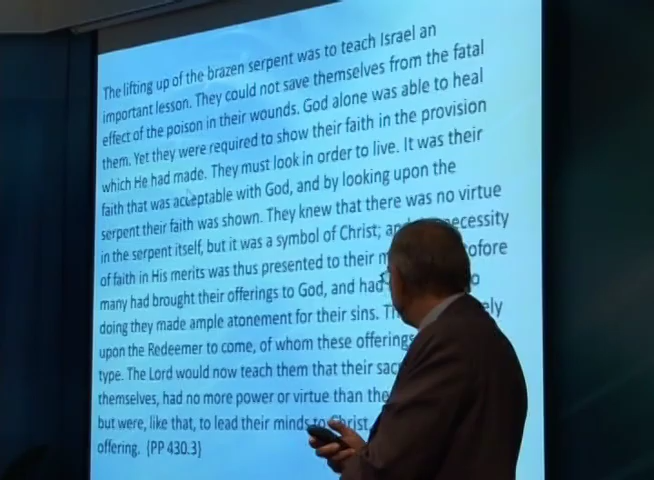 The lifting up of the brazen serpent was to teach Israel an
important lesson. They could not save themselves from the fatal
effect of the poison in their wounds. God alone was able to heal
them. Yet they were required to show their faith in the provision
which He had made. They must look in order to live. It was their
faith that was acceptable with God, and by looking upon the
serpent their faith was shown. They knew that there was no virtue
in the serpent itself, but it was a symbol of Christ; necessity
of faith in His merits was thus presented to their
many had brought their offerings to God, and had
doing they made ample atonement for their sins.
upon the Redeemer to come, of whom these offerings
type. The Lord would now teach them that their
themselves, had no more power or virtue than the
but were, like that, to lead their minds to Christ
offering. {PP 430.3}